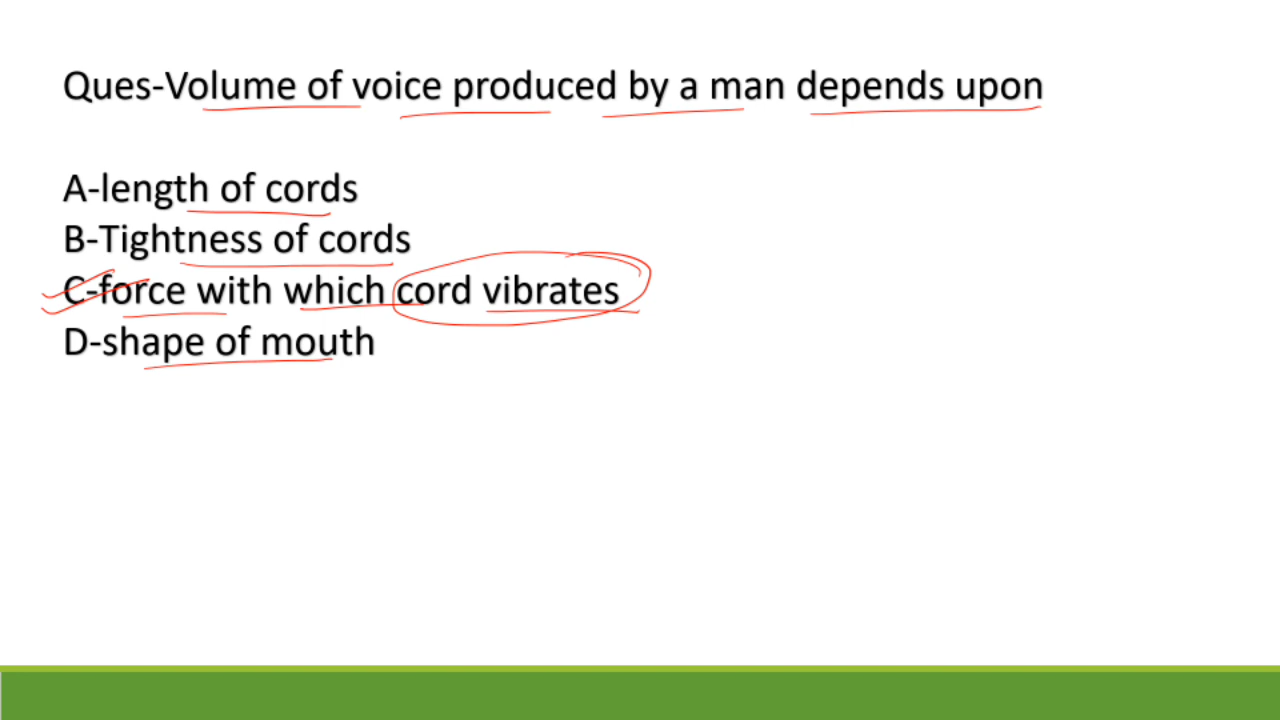 Ques-Volume of voice produced by a man depends upon
A-length of cords
B-Tightness of cords
C-force with which cord vibrates
D-shape of mouth